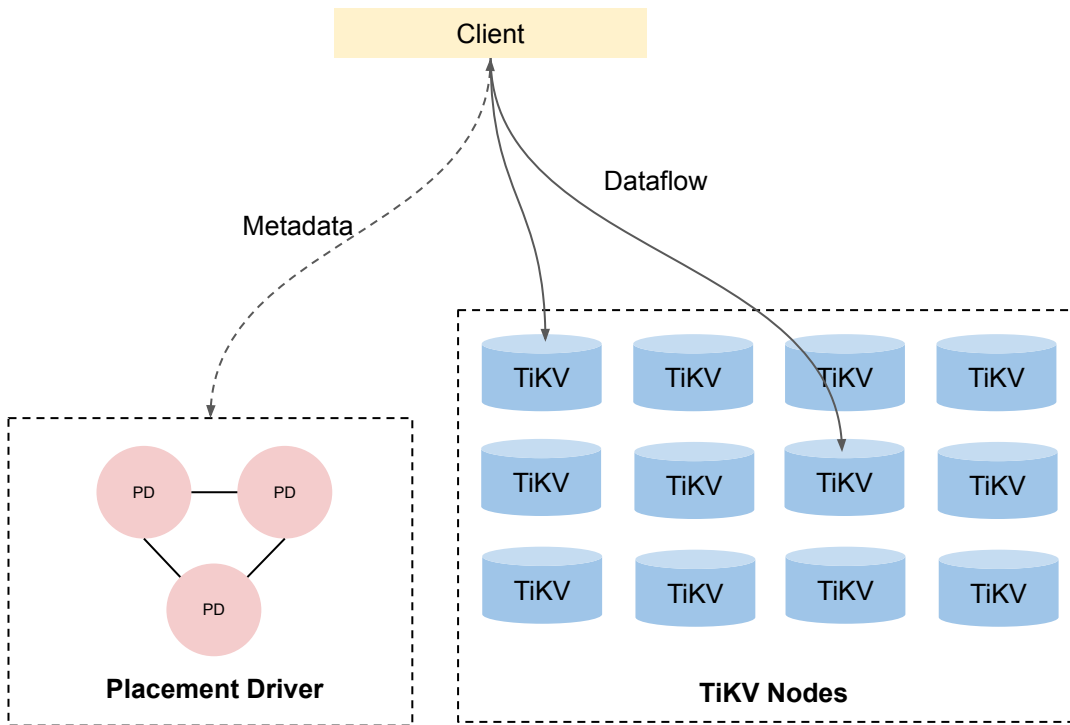 Client
Dataflow
Metadata
TiKV TiKV TiKV TiKV
TiKV TiKV TiKV TiKV
TiKV TiKV TiKV TiKV
PD PD
PD
Placement Driver
TiKV Nodes